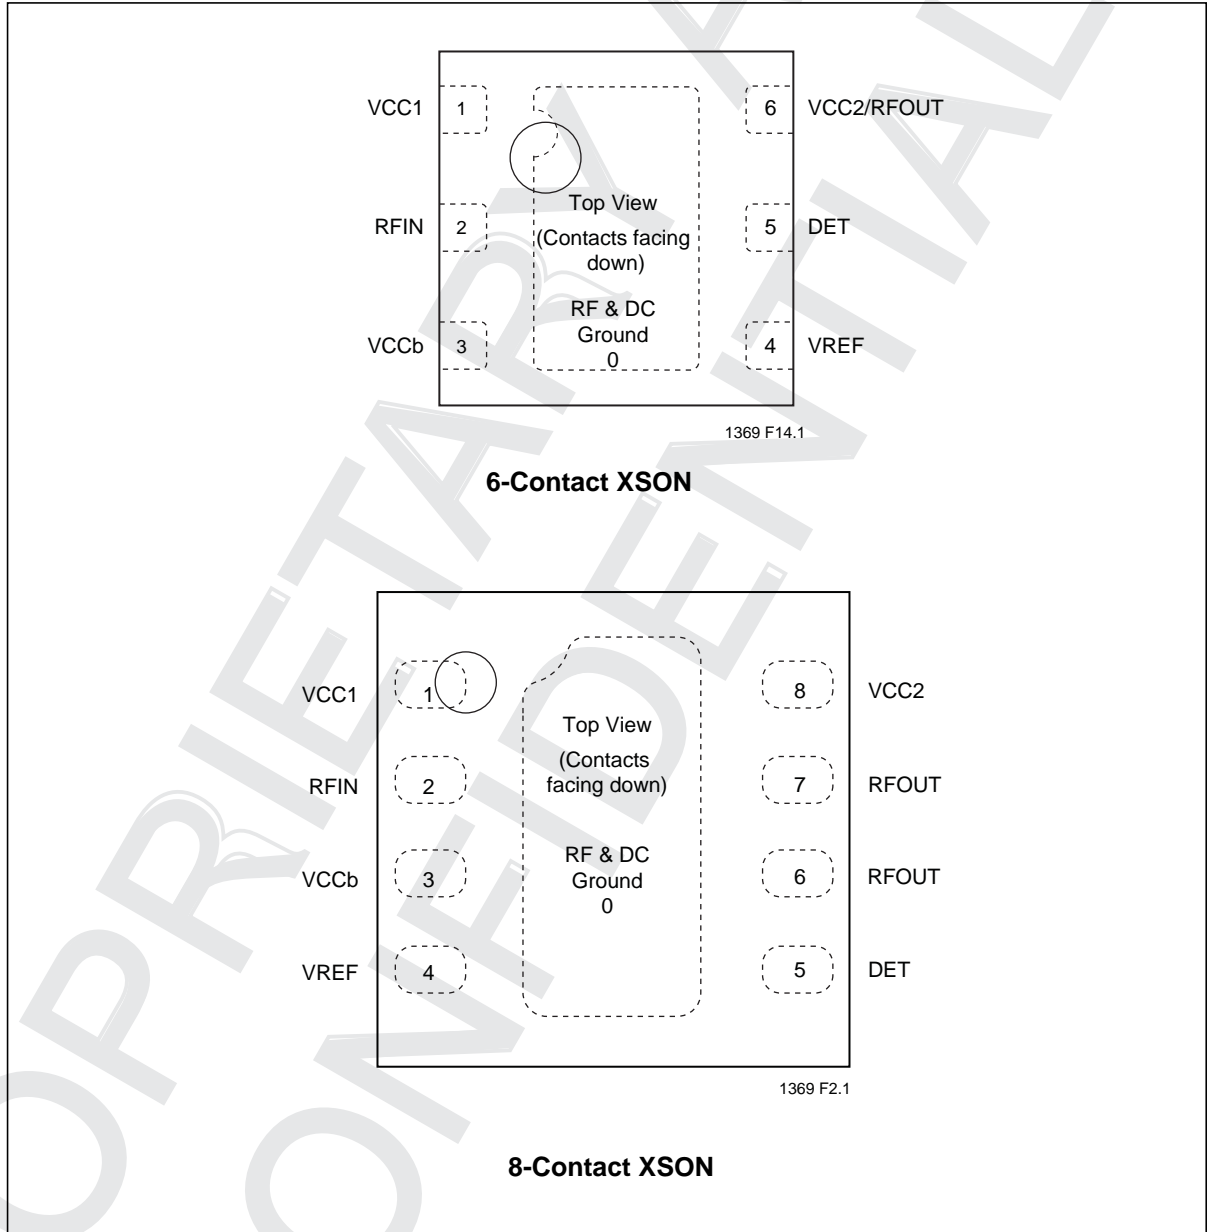 VCC1 1 6 VCC2/RFOUT
RFIN 2 5 DET
VCCb 3 4 VREF
Top View
(Contacts facing
down)
RF & DC
Ground
0
1369 F14.1
6-Contact XSON
VCC1 1 8 VCC2
RFIN 2 7 RFOUT
VCCb 3 6 RFOUT
VREF 4 5 DET
Top View
(Contacts
facing down)
RF & DC
Ground
0
1369 F2.1
8-Contact XSON
OPRIETARY A
ONFIDENTIAL